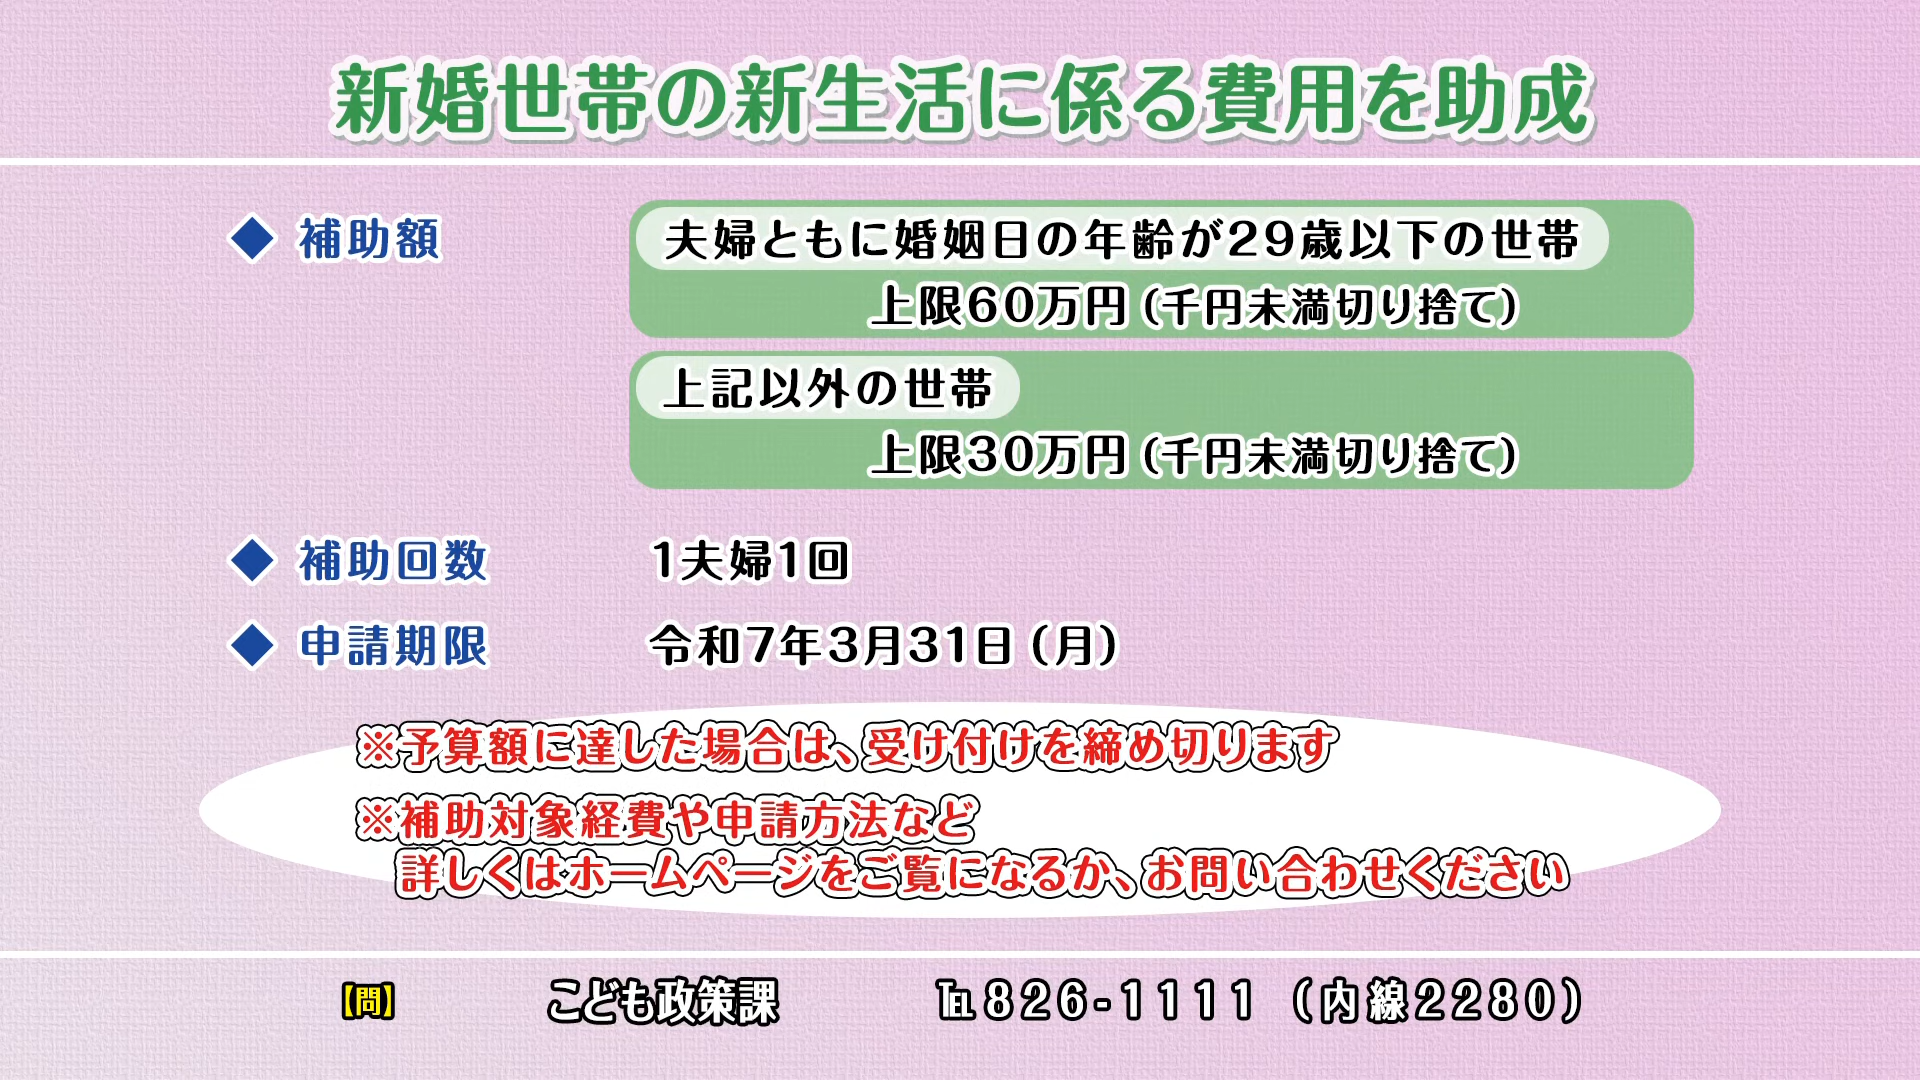 新婚世帯の新生活に係る費用を助成
◆ 補助額
夫婦ともに婚姻日の年齢が29歳以下の世帯
上限60万円(千円未満切り捨て)
上記以外の世帯
上限30万円(千円未満切り捨て)
◆ 補助回数 1夫婦1回
◆ 申請期限 令和7年3月31日(月)
※予算額に達した場合は、受け付けを締め切ります
※補助対象経費や申請方法など
詳しくはホームページをご覧になるか、お問い合わせください
【問】 こども政策課 ℡826-1111(内線2280)